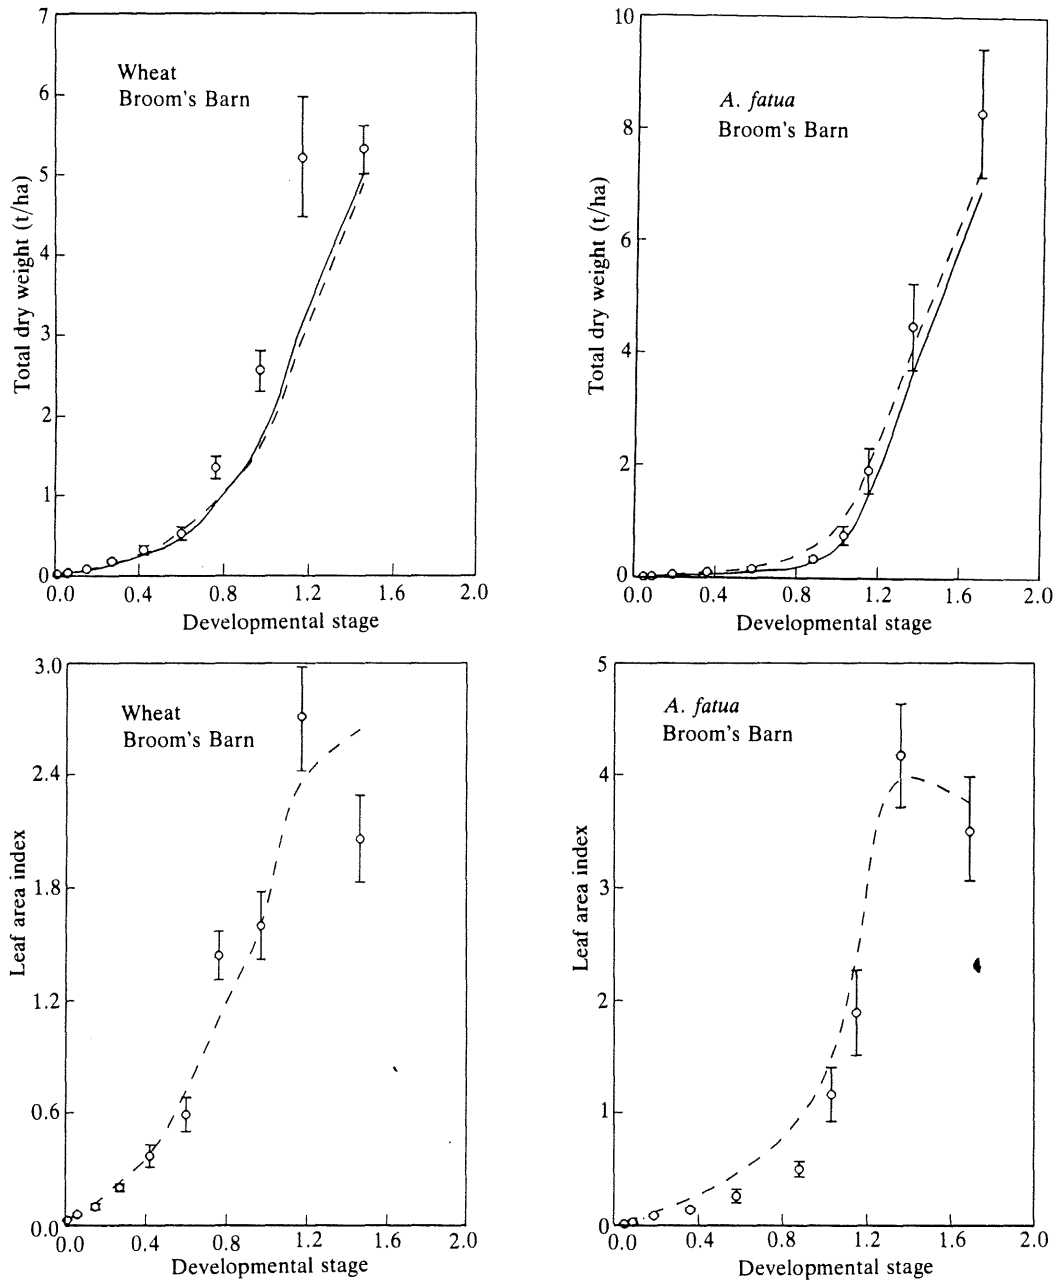 7
6
5
4
3
2
1
0
Total dry weight (t/ha)
Wheat
Broom's Barn
0.0 0.4 0.8 1.2 1.6 2.0
Developmental stage
10
8
6
4
2
0
Total dry weight (t/ha)
A. fatua
Broom's Barn
0.0 0.4 0.8 1.2 1.6 2.0
Developmental stage
3.0
2.4
1.8
1.2
0.6
0.0
Leaf area index
Wheat
Broom's Barn
0.0 0.4 0.8 1.2 1.6 2.0
Developmental stage
5
4
3
2
1
0
Leaf area index
A. fatua
Broom's Barn
0.0 0.4 0.8 1.2 1.6 2.0
Developmental stage